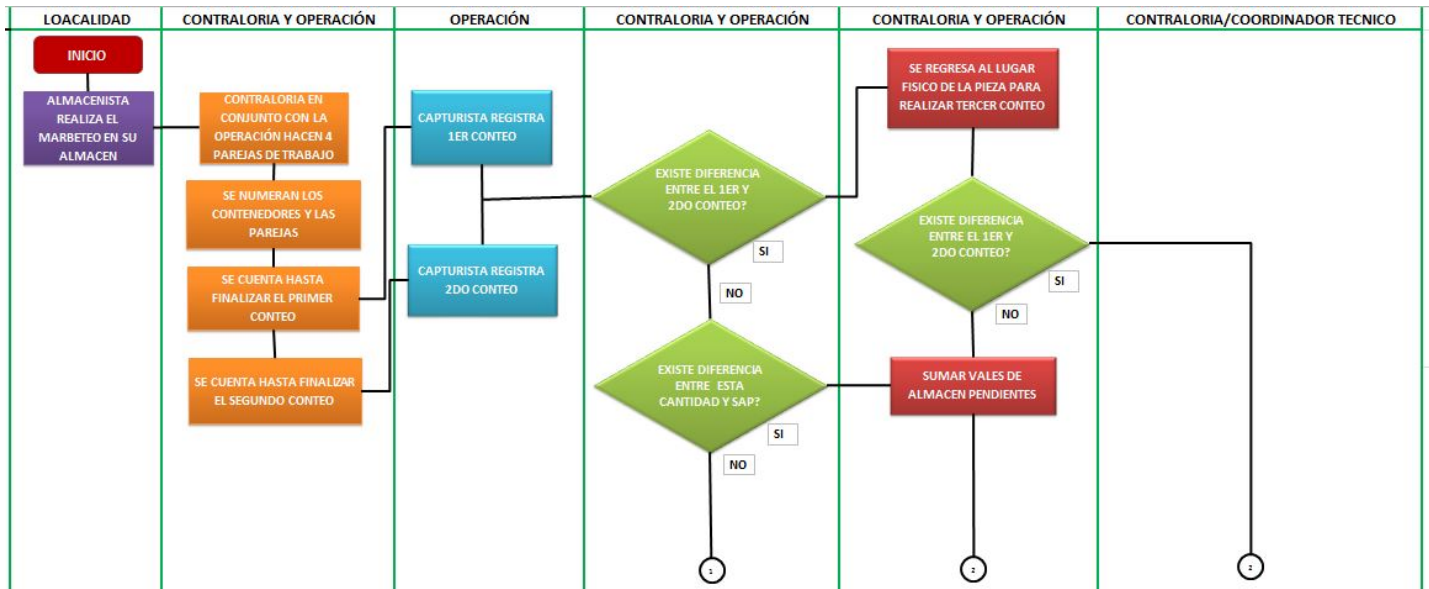 LOACALIDAD
CONTRALORIA Y OPERACIÓN
OPERACIÓN
CONTRALORIA Y OPERACIÓN
CONTRALORIA Y OPERACIÓN
CONTRALORIA/COORDINADOR TECNICO
INICIO
ALMACENISTA
REALIZA EL
MARBETEO EN SU
ALMACEN
CONTRALORIA EN
CONJUNTO CON LA
OPERACIÓN HACEN 4
PAREJAS DE TRABAJO
SE NUMERAN LOS
CONTENEDORES Y LAS
PAREJAS
SE CUENTA HASTA
FINALIZAR EL PRIMER
CONTEO
SE CUENTA HASTA FINALIZAR
EL SEGUNDO CONTEO
CAPTURISTA REGISTRA
1ER CONTEO
CAPTURISTA REGISTRA
2DO CONTEO
EXISTE DIFERENCIA
ENTRE EL 1ER Y
2DO CONTEO?
SI
NO
EXISTE DIFERENCIA
ENTRE ESTA
CANTIDAD Y SAP?
SI
NO
1
SE REGRESA AL LUGAR
FISICO DE LA PIEZA PARA
REALIZAR TERCER CONTEO
EXISTE DIFERENCIA
ENTRE EL 1ER Y
2DO CONTEO?
SI
NO
SUMAR VALES DE
ALMACEN PENDIENTES
2
2